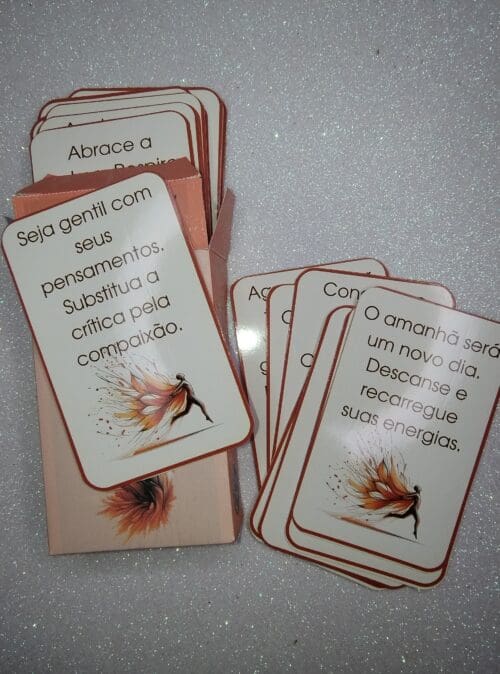 Abrace a
Respire
Seja gentil com
seus
pensamentos.
Substitua a
crítica pela
compaixão.
O amanhã será
um novo dia.
Descanse e
recarregue
suas energias.